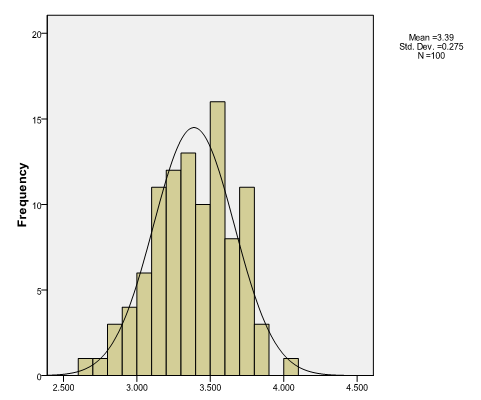 Mean =3.39
Std. Dev. =0.275
N =100
20
15
10
5
0
Frequency
2.500 3.000 3.500 4.000 4.500